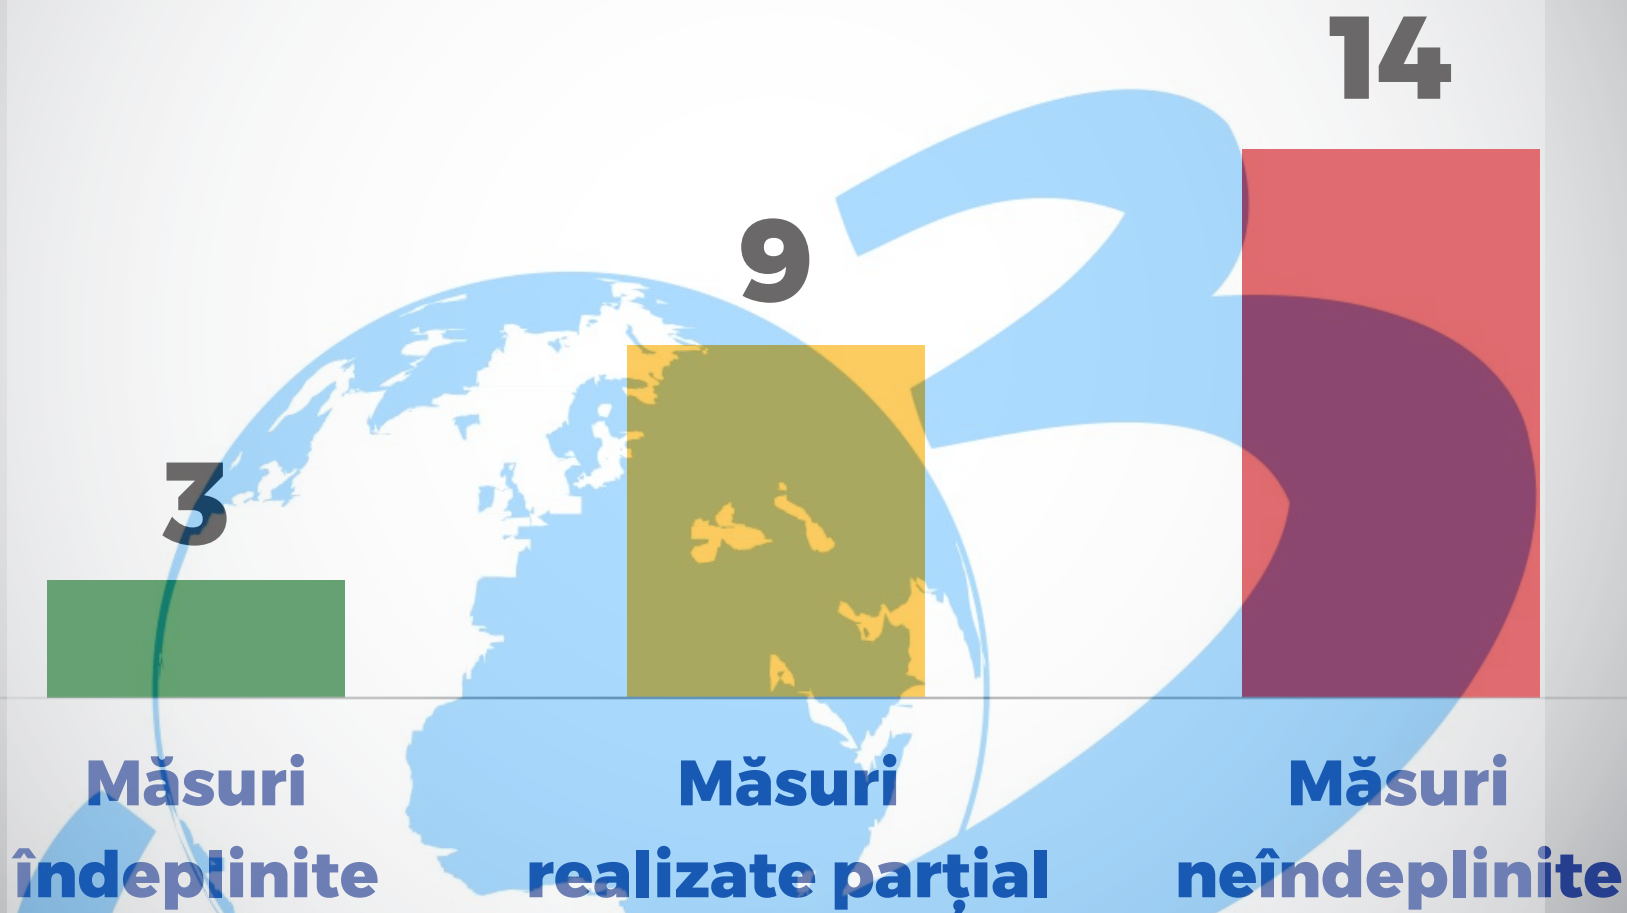 14
9
3
Măsuri
îndeplinite
Măsuri
realizate parțial
Măsuri
neîndeplinite